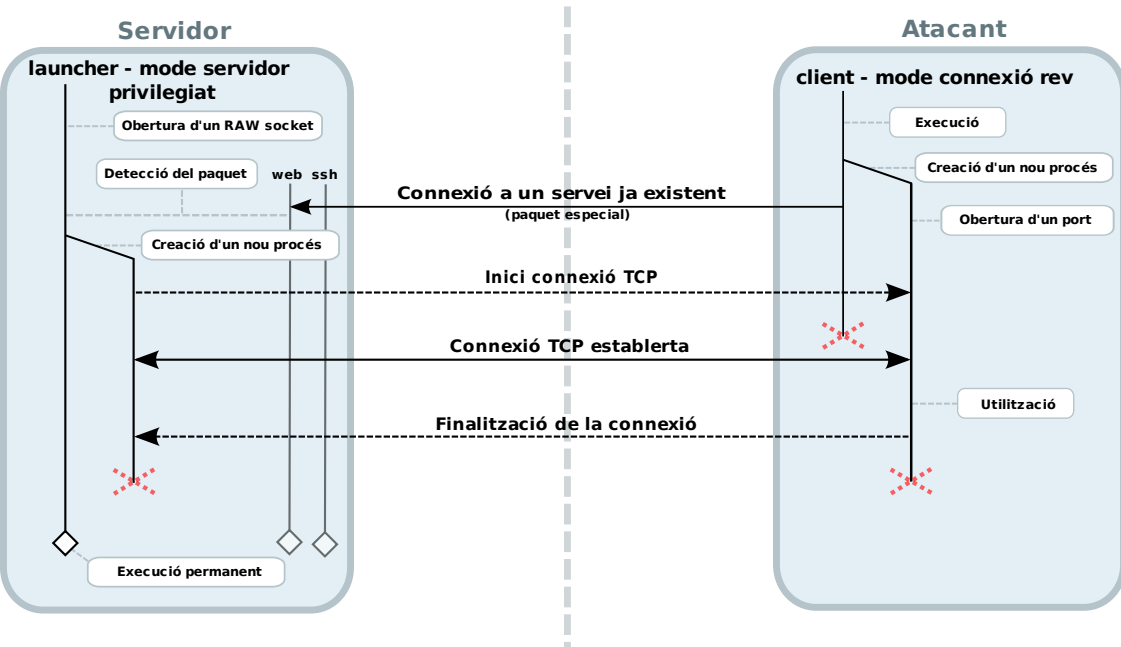 Servidor
launcher - mode servidor
privilegiat
Obertura d'un RAW socket
Detecció del paquet
web ssh
Creació d'un nou procés
Execució permanent
Connexió a un servei ja existent
(paquet especial)
Inici connexió TCP
Connexió TCP establerta
Finalització de la connexió
Atacant
client - mode connexió rev
Execució
Creació d'un nou procés
Obertura d'un port
Utilització